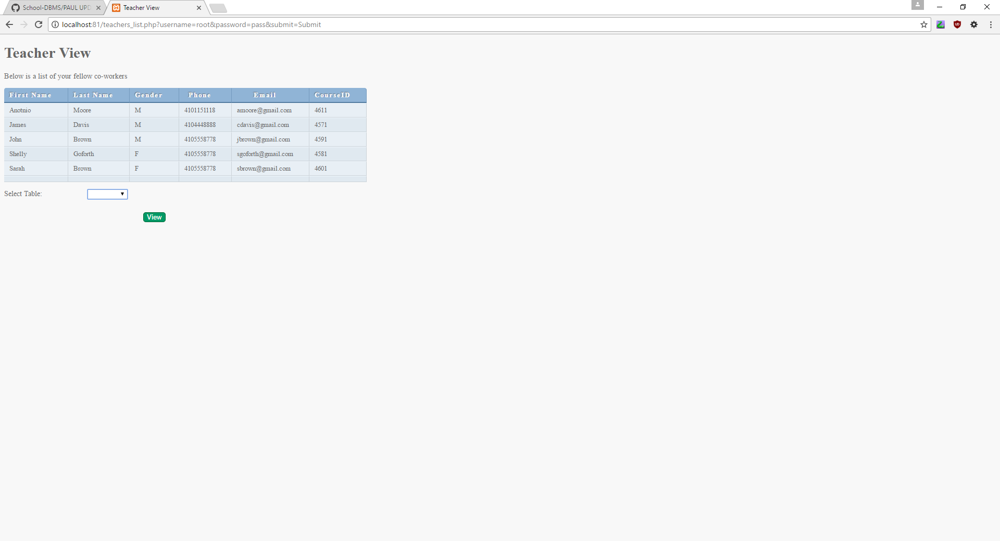 School-DBMS/PAUL UPD
Teacher View
localhost:81/teachers_list.php?username=root&password=pass&submit=Submit
Teacher View
Below is a list of your fellow co-workers
First Name Last Name Gender Phone Email CourseID
Anotnio Moore M 4101151118 amoore@gmail.com 4611
James Davis M 4104448888 cdavis@gmail.com 4571
John Brown M 4105558778 jbrown@gmail.com 4591
Shelly Goforth F 4105558778 sgoforth@gmail.com 4581
Sarah Brown F 4105558778 sbrown@gmail.com 4601
Select Table:
View